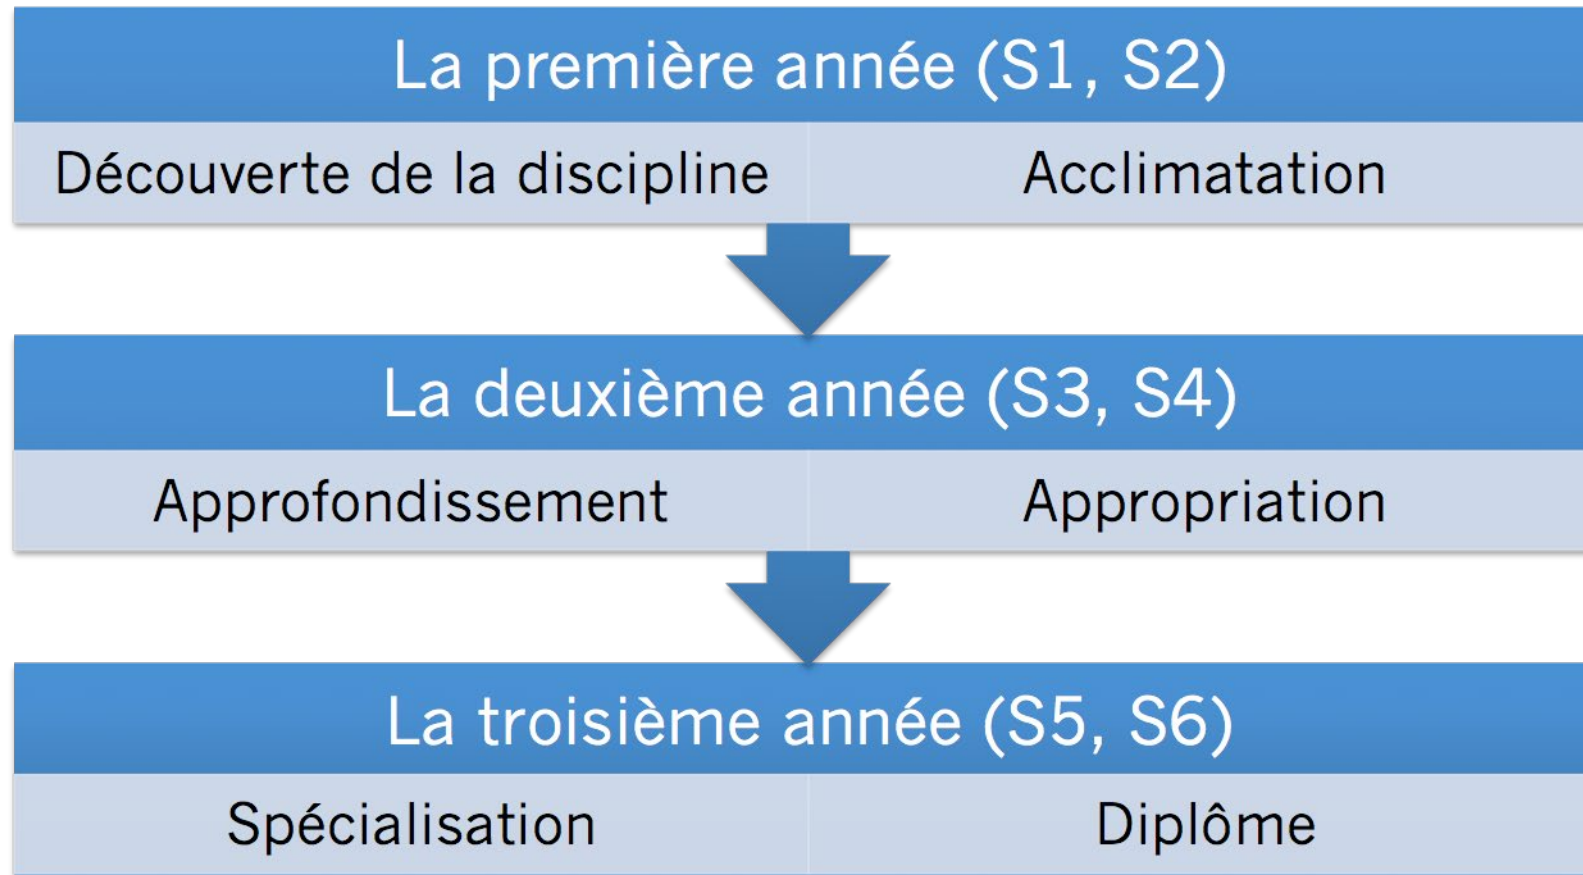 La première année (S1, S2)
Découverte de la discipline
Acclimatation
La deuxième année (S3, S4)
Approfondissement
Appropriation
La troisième année (S5, S6)
Spécialisation
Diplôme